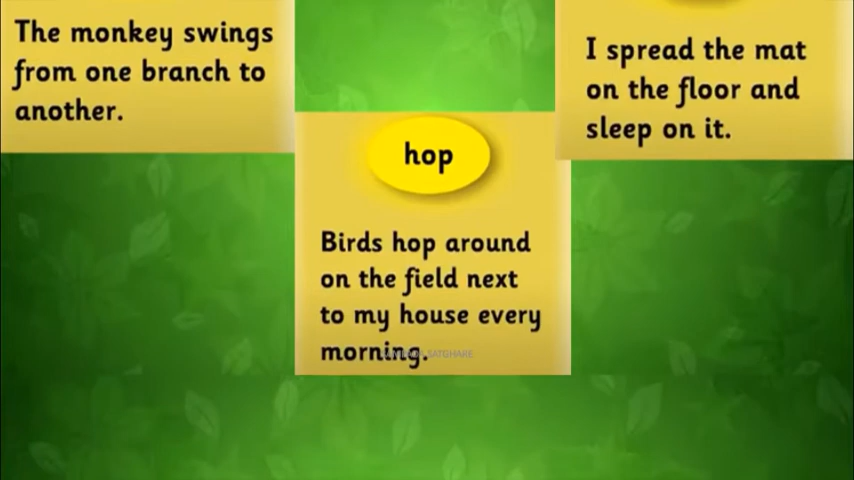 The monkey swings
from one branch to
another.
I spread the mat
on the floor and
sleep on it.
hop
Birds hop around
on the field next
to my house every
morning.
SATGHARE